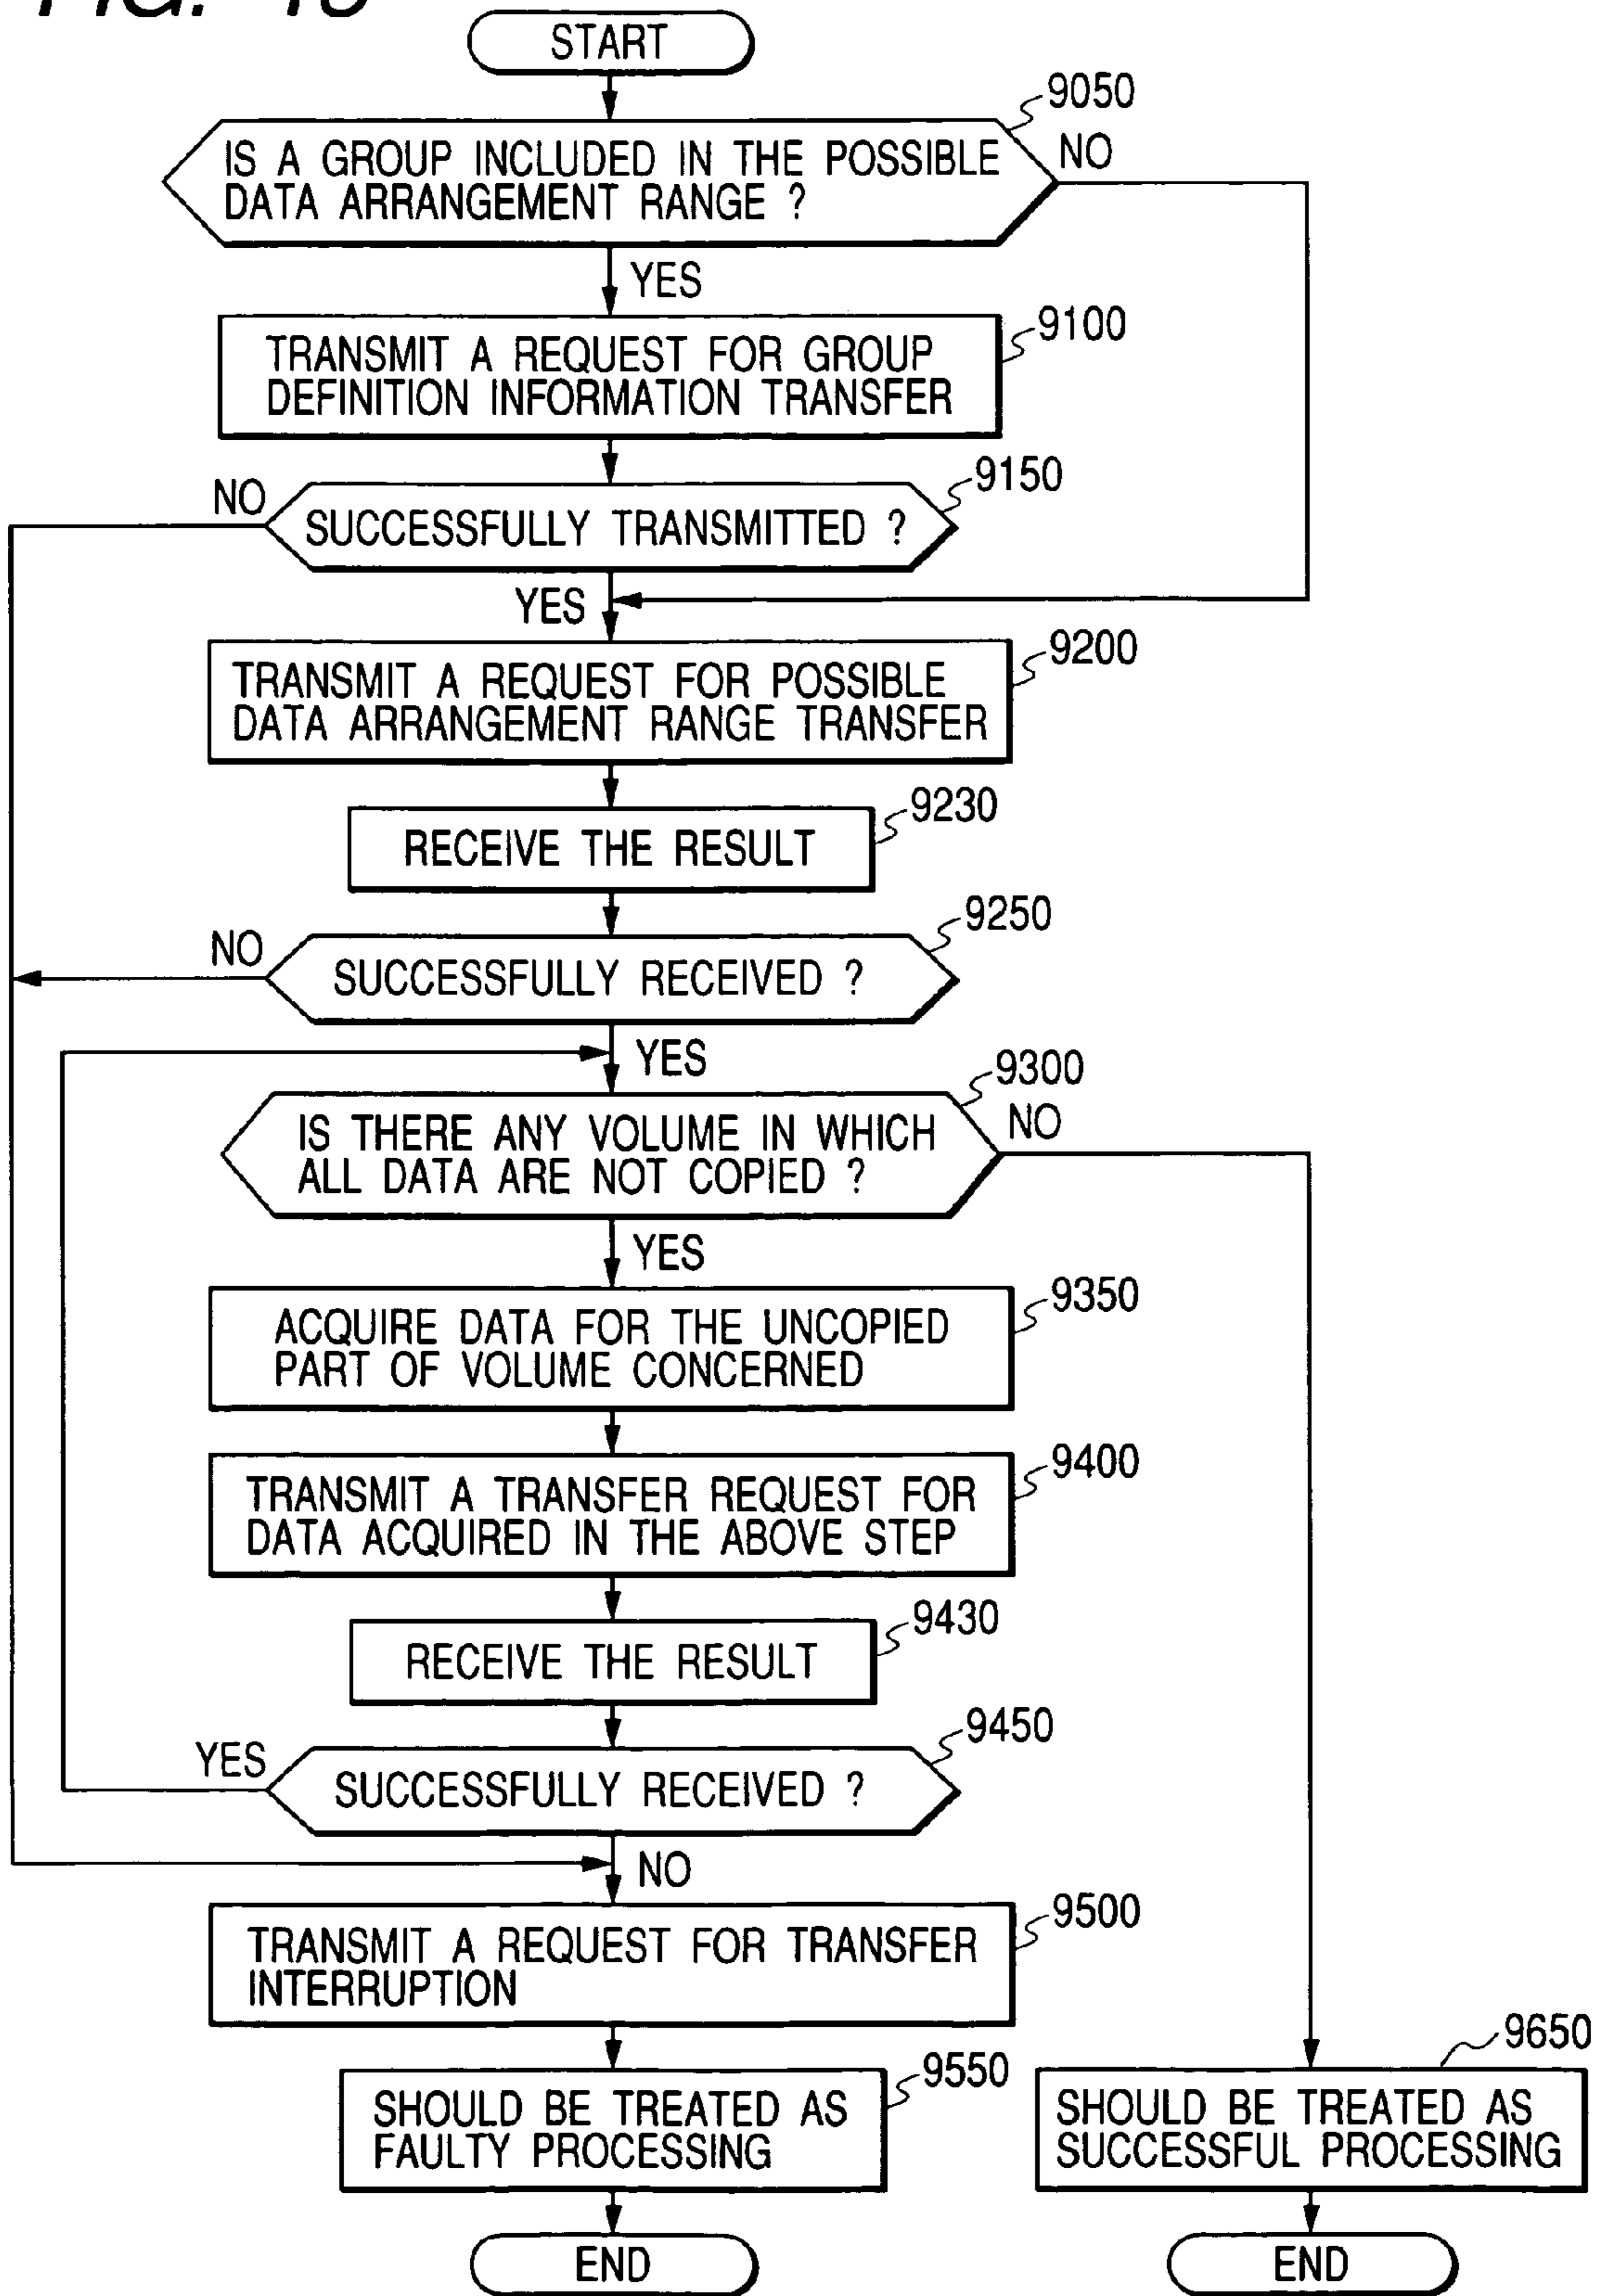 START
9050
IS A GROUP INCLUDED IN THE POSSIBLE
DATA ARRANGEMENT RANGE ?
NO
YES
9100
TRANSMIT A REQUEST FOR GROUP
DEFINITION INFORMATION TRANSFER
9150
NO
SUCCESSFULLY TRANSMITTED ?
YES
9200
TRANSMIT A REQUEST FOR POSSIBLE
DATA ARRANGEMENT RANGE TRANSFER
9230
RECEIVE THE RESULT
9250
NO
SUCCESSFULLY RECEIVED ?
YES
9300
IS THERE ANY VOLUME IN WHICH
ALL DATA ARE NOT COPIED ?
NO
YES
9350
ACQUIRE DATA FOR THE UNCOPIED
PART OF VOLUME CONCERNED
9400
TRANSMIT A TRANSFER REQUEST FOR
DATA ACQUIRED IN THE ABOVE STEP
9430
RECEIVE THE RESULT
9450
YES
SUCCESSFULLY RECEIVED ?
NO
9500
TRANSMIT A REQUEST FOR TRANSFER
INTERRUPTION
9550
SHOULD BE TREATED AS
FAULTY PROCESSING
9650
SHOULD BE TREATED AS
SUCCESSFUL PROCESSING
END
END